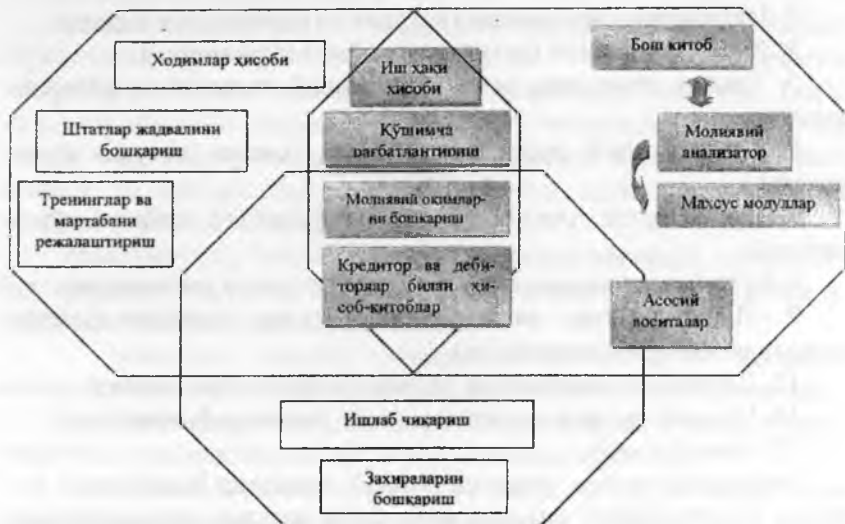 Ходимлар ҳисоби
Штатлар жадвалини
бошқариш
Тренинглар ва
мартабани
режалаштириш
Иш ҳақи
ҳисоби
Қўшимча
рағбатлантириш
Молиявий оқимлар-
ни бошқариш
Кредитор ва деби-
торлар билан ҳи-
соб-китоблар
Бош китоб
Молиявий
анализатор
Махсус модуллар
Асосий
воситалар
Ишлаб чиқариш
Захираларни
бошқариш